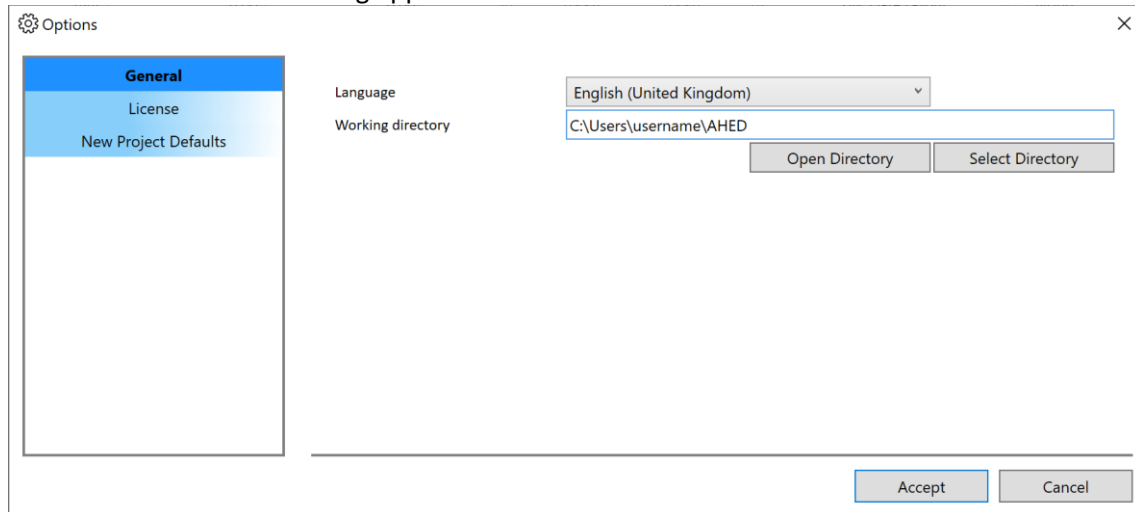 Options
General
License
New Project Defaults
Language
English (United Kingdom)
Working directory
C:\Users\username\AHED
Open Directory
Select Directory
Accept
Cancel